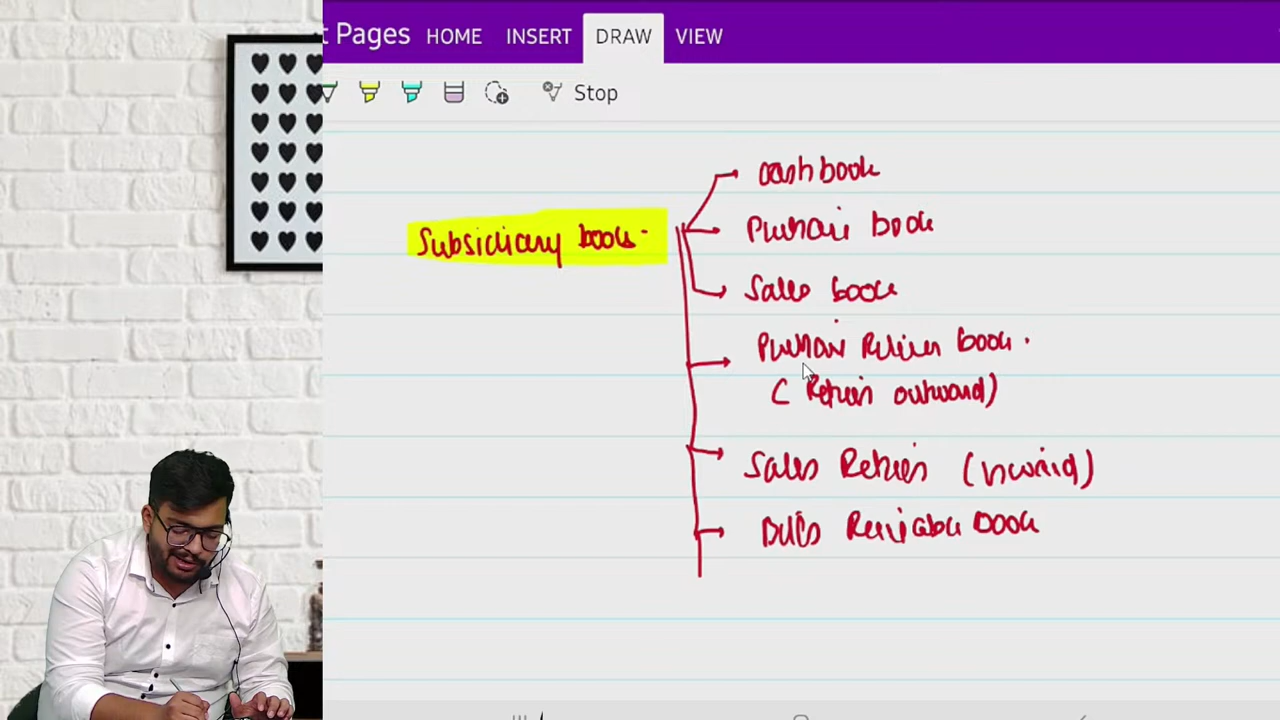 t Pages HOME INSERT DRAW VIEW
Stop
Cash book
Subsidiary book
Purchase book
Sales book
Purchase Return book.
(Return outward)
Sales Return (Inward)
Bills Receivable book